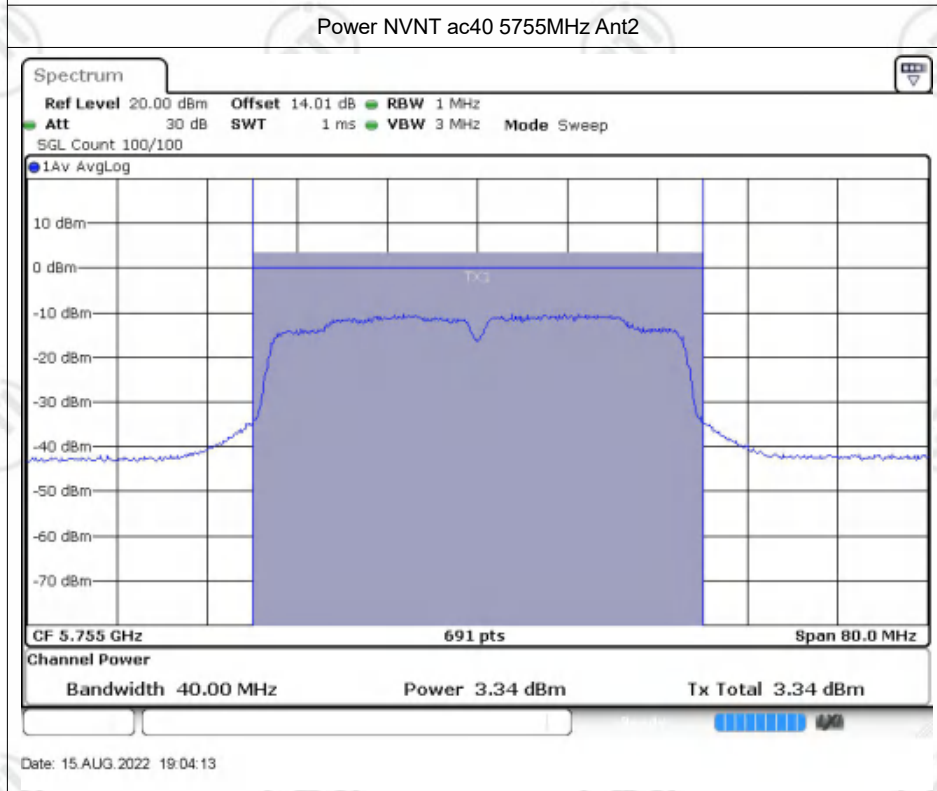 Power NVNT ac40 5755MHz Ant2
Spectrum
Ref Level 20.00 dBm Offset 14.01 dB RBW 1 MHz
Att 30 dB SWT 1 ms VBW 3 MHz Mode Sweep
SGL Count 100/100
1Av AvgLog
10 dBm
0 dBm
TX1
-10 dBm
-20 dBm
-30 dBm
-40 dBm
-50 dBm
-60 dBm
-70 dBm
CF 5.755 GHz 691 pts Span 80.0 MHz
Channel Power
Bandwidth 40.00 MHz Power 3.34 dBm Tx Total 3.34 dBm
Date: 15.AUG.2022 19:04:13